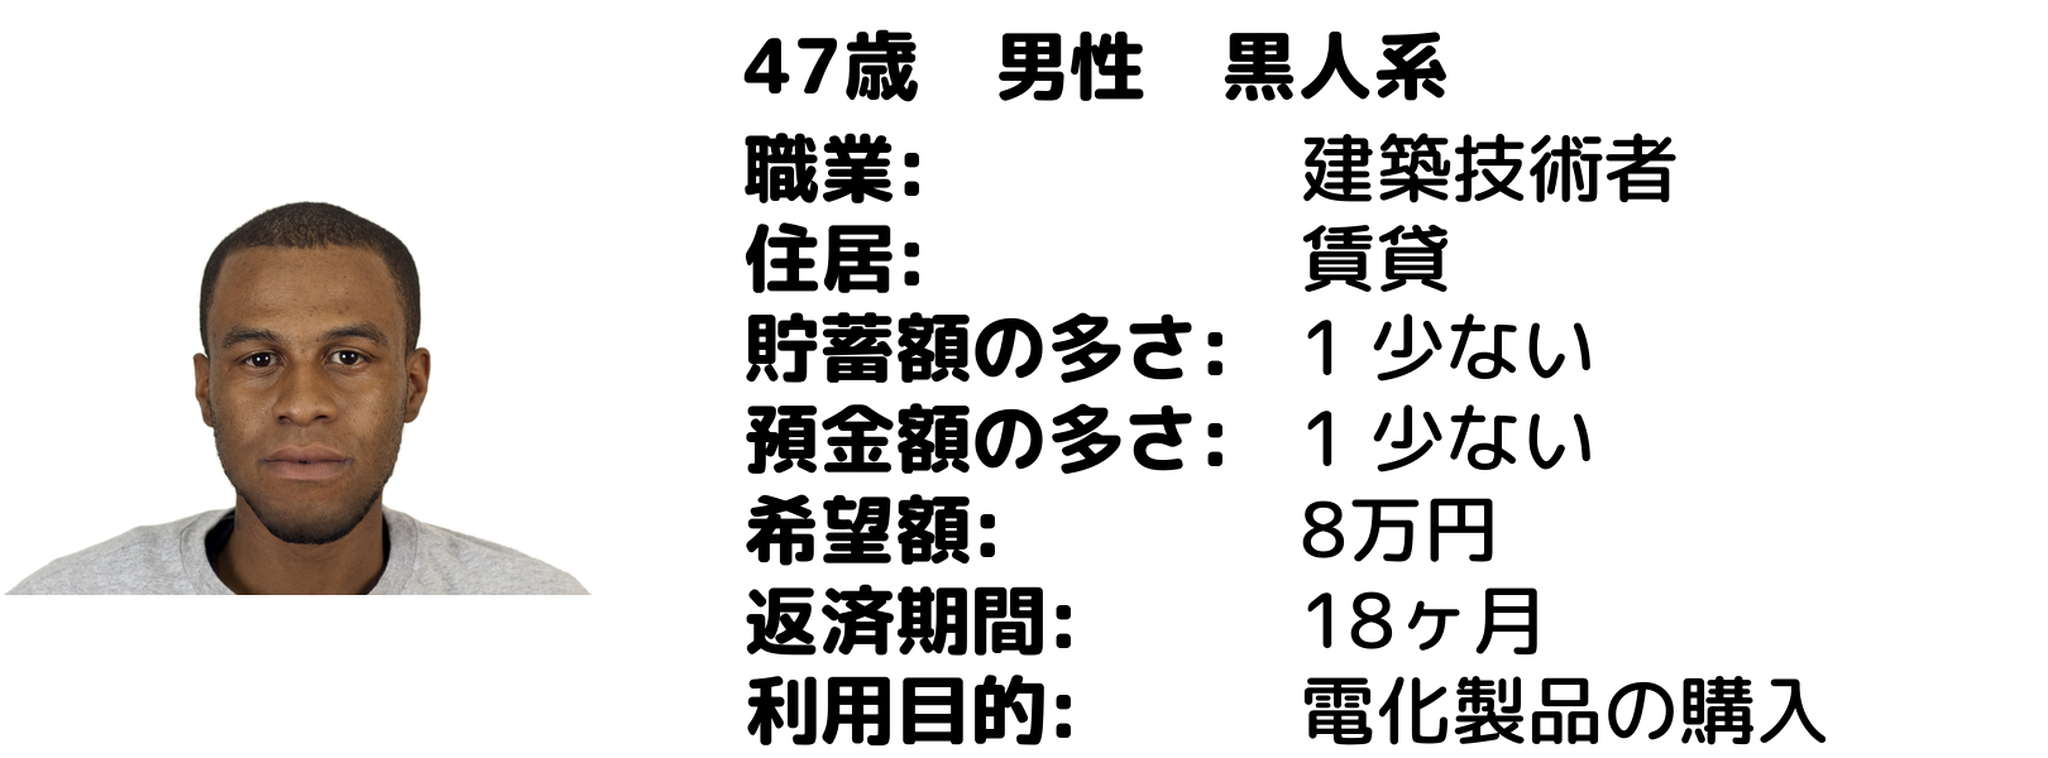 47歳　男性　黒人系
職業: 建築技術者
住居: 賃貸
貯蓄額の多さ: 1 少ない
預金額の多さ: 1 少ない
希望額: 8万円
返済期間: 18ヶ月
利用目的: 電化製品の購入